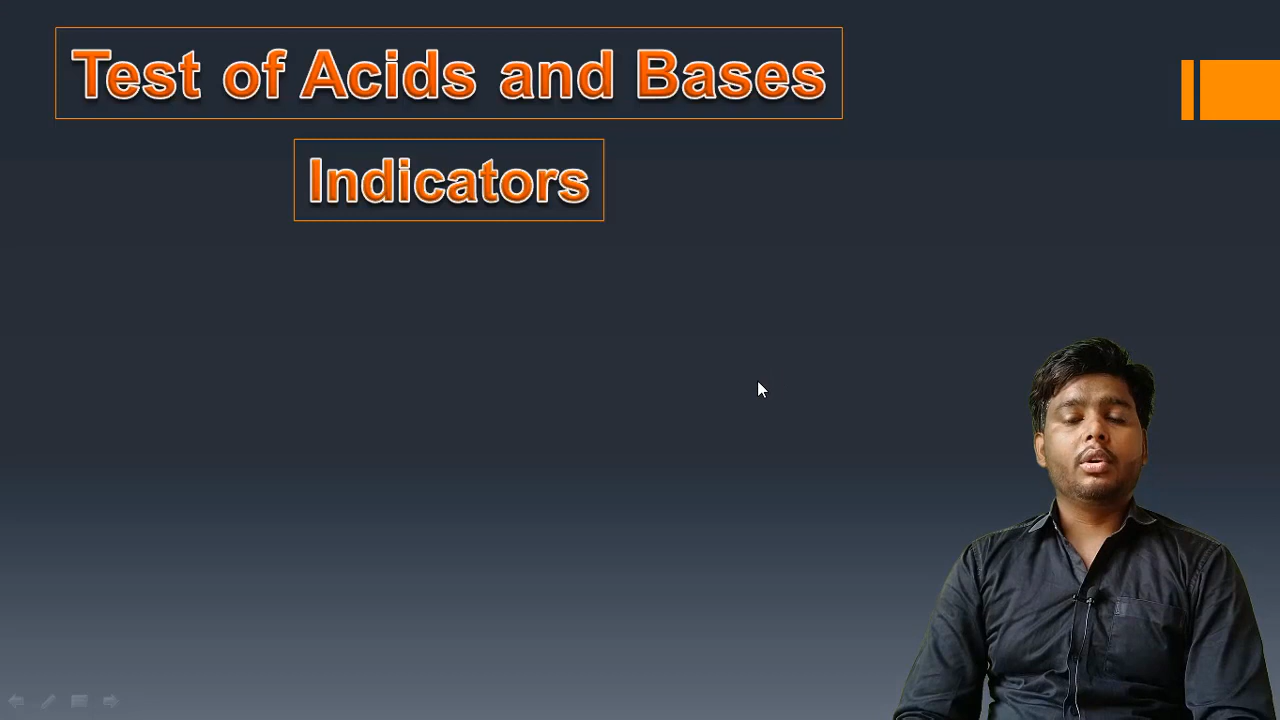 Test of Acids and Bases
Indicators